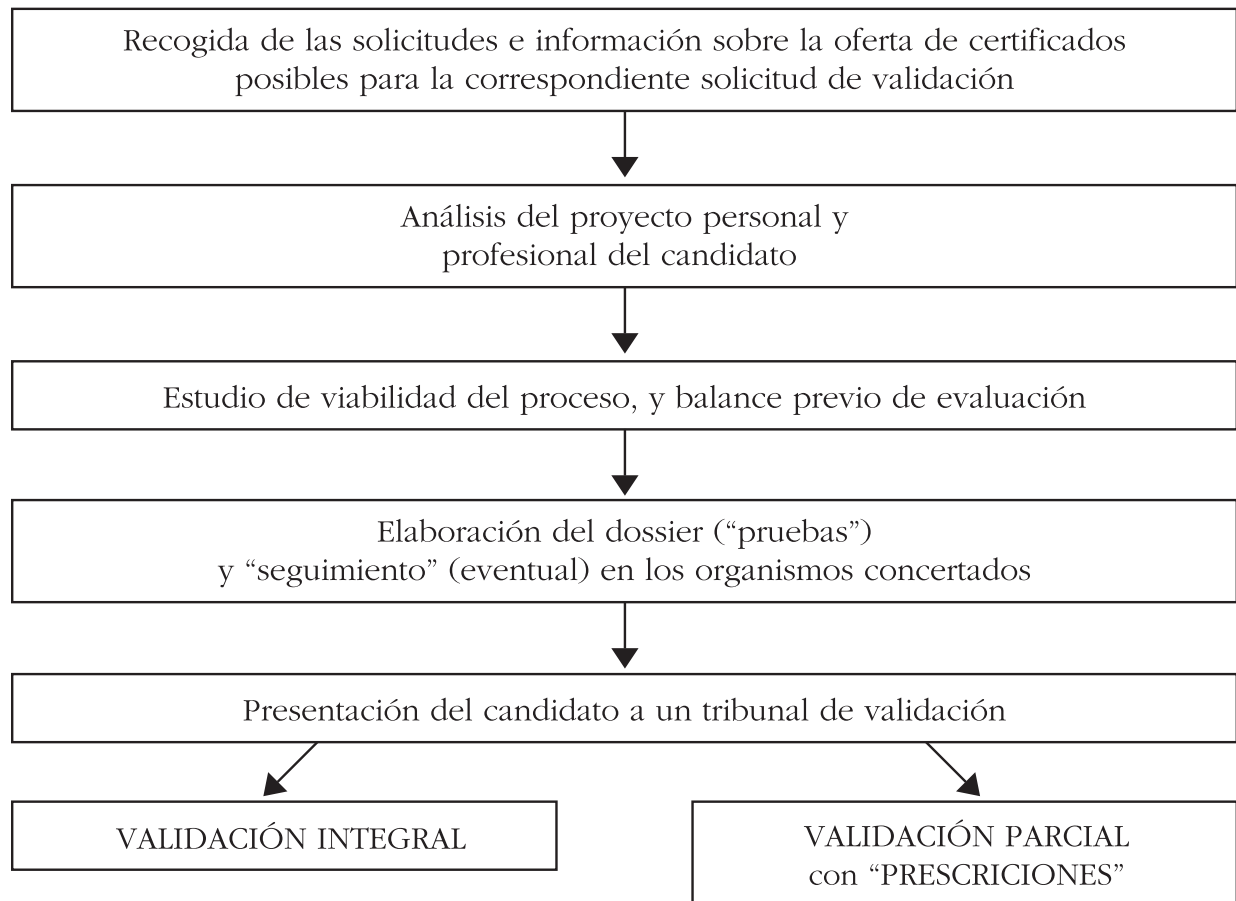 Recogida de las solicitudes e información sobre la oferta de certificados
posibles para la correspondiente solicitud de validación
Análisis del proyecto personal y
profesional del candidato
Estudio de viabilidad del proceso, y balance previo de evaluación
Elaboración del dossier (“pruebas”)
y “seguimiento” (eventual) en los organismos concertados
Presentación del candidato a un tribunal de validación
VALIDACIÓN INTEGRAL
VALIDACIÓN PARCIAL
con “PRESCRICIONES”